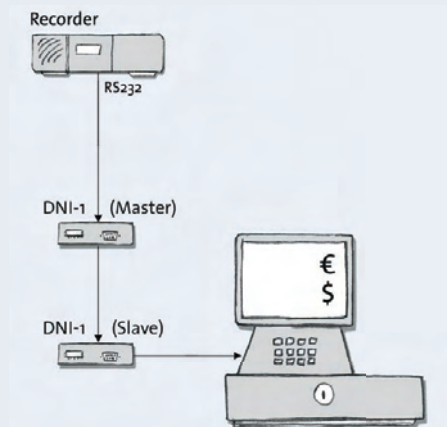 Recorder
RS232
DNI-1 (Master)
€
$
DNI-1 (Slave)